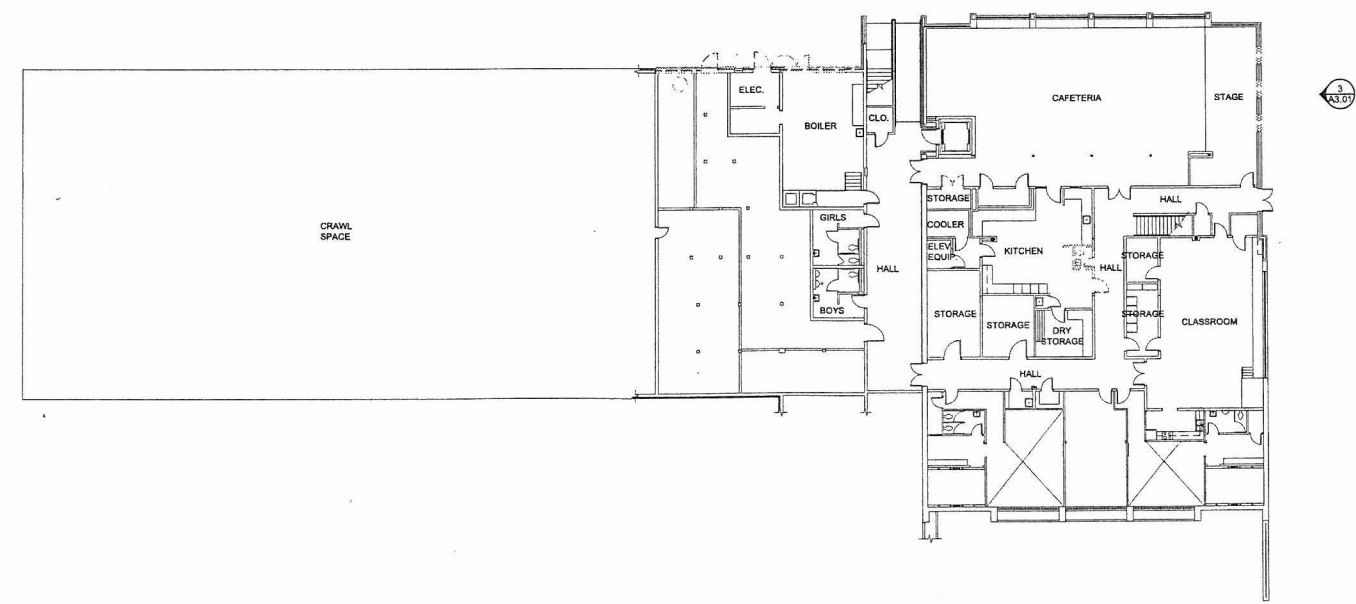 ELEC.
CAFETERIA
STAGE
3
A3.01
BOILER
CLO.
STORAGE
HALL
GIRLS
COOLER
CRAWL
SPACE
ELEV
EQUIP
KITCHEN
STORAGE
HALL
HALL
BOYS
STORAGE
STORAGE
STORAGE
CLASSROOM
DRY
STORAGE
HALL